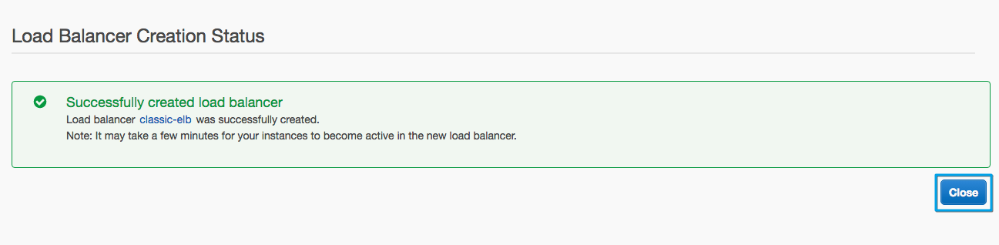 Load Balancer Creation Status
Successfully created load balancer
Load balancer classic-elb was successfully created.
Note: It may take a few minutes for your instances to become active in the new load balancer.
Close